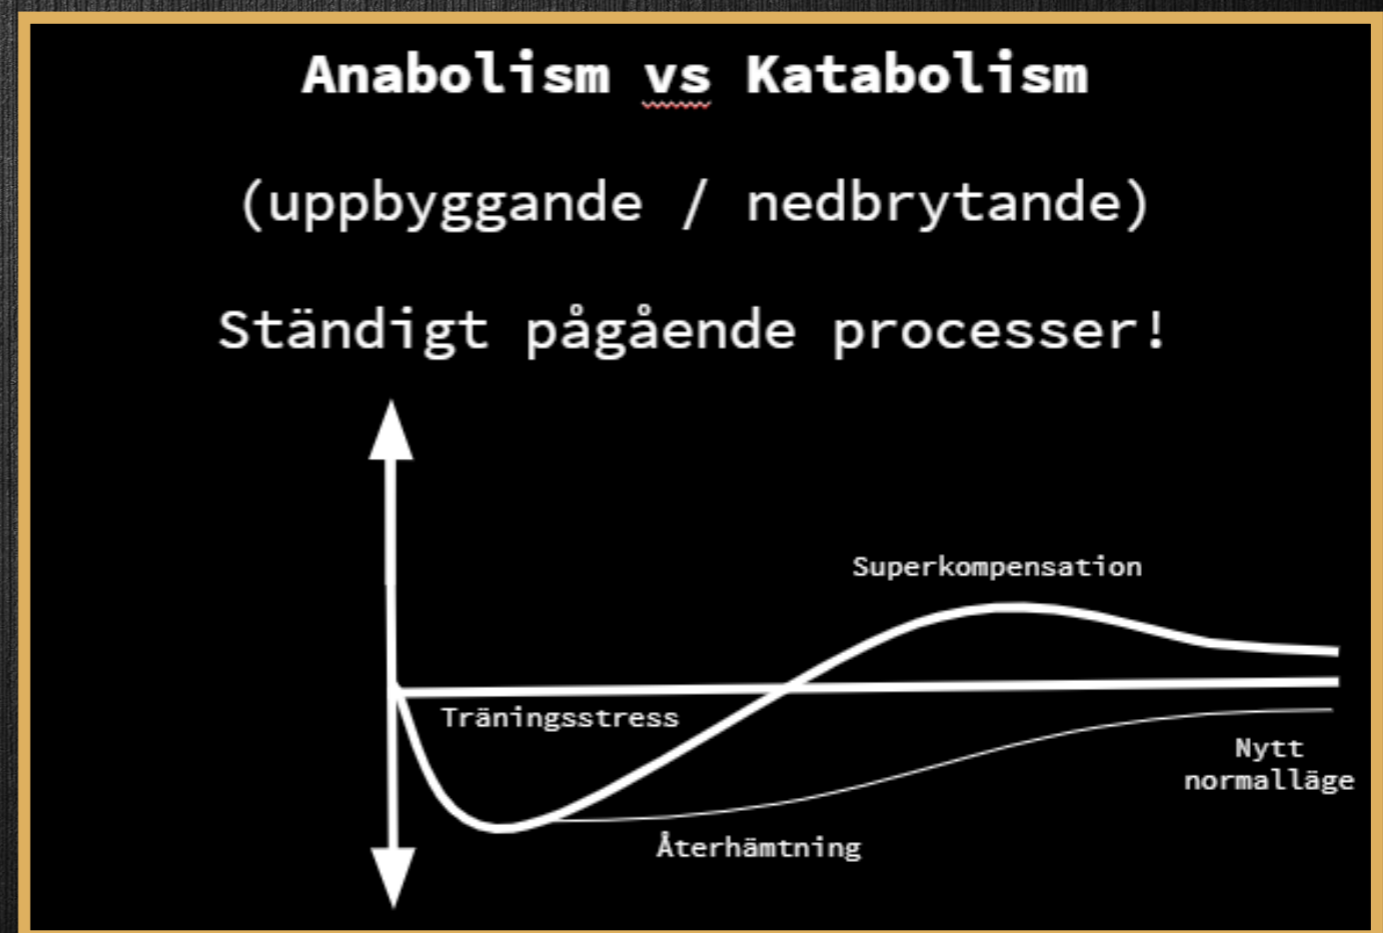 Anabolism vs Katabolism
(uppbyggande / nedbrytande)
Ständigt pågående processer!
Superkompensation
Träningsstress
Nytt
normalläge
Återhämtning